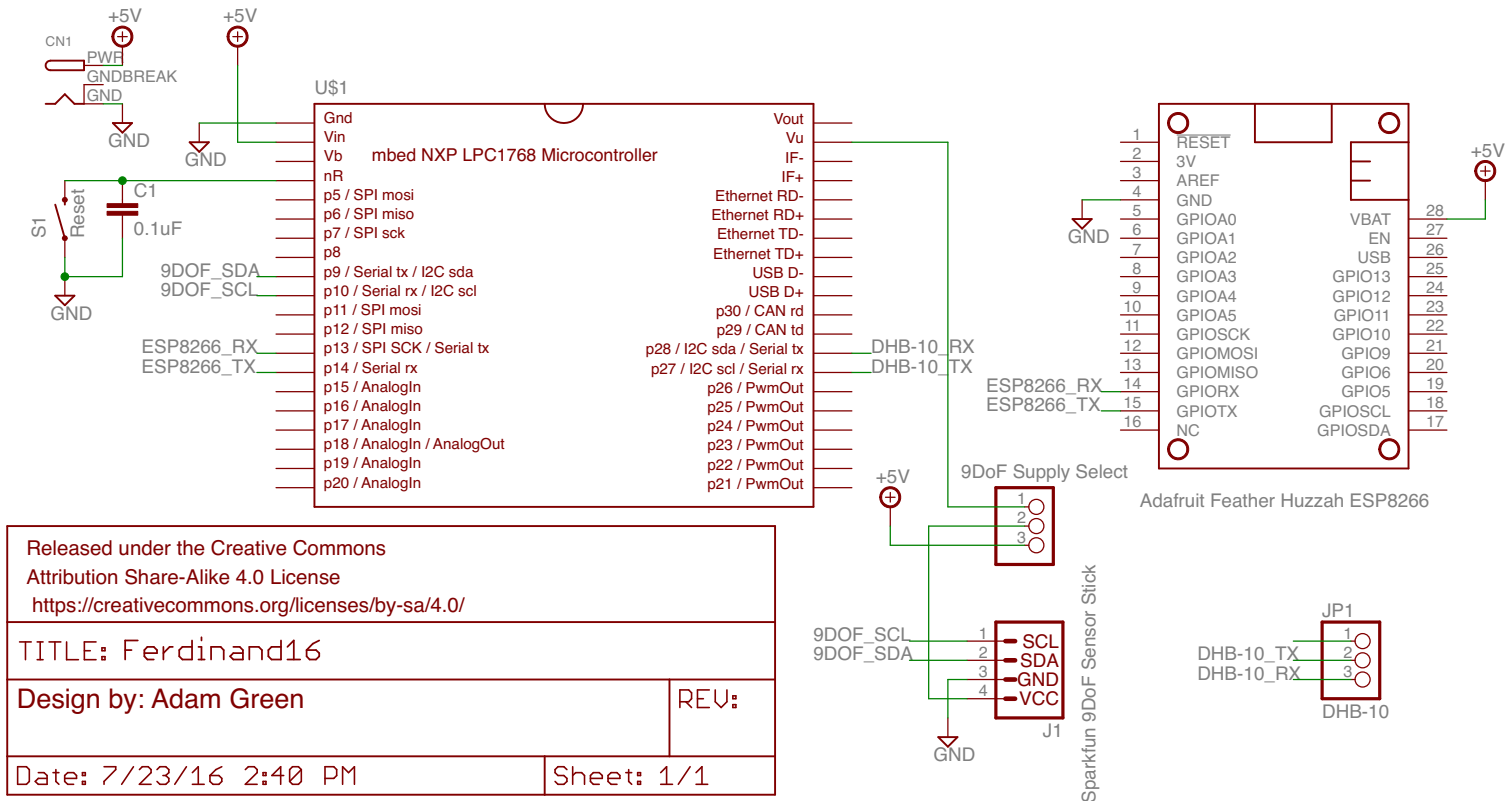 +5V
CN1
PWR
GNDBREAK
GND
GND
+5V
GND
U$1
mbed NXP LPC1768 Microcontroller
Gnd
Vin
Vb
nR
p5 / SPI mosi
p6 / SPI miso
p7 / SPI sck
p8
p9 / Serial tx / I2C sda
p10 / Serial rx / I2C scl
p11 / SPI mosi
p12 / SPI miso
p13 / SPI SCK / Serial tx
p14 / Serial rx
p15 / AnalogIn
p16 / AnalogIn
p17 / AnalogIn
p18 / AnalogIn / AnalogOut
p19 / AnalogIn
p20 / AnalogIn
Vout
Vu
IF-
IF+
Ethernet RD-
Ethernet RD+
Ethernet TD-
Ethernet TD+
USB D-
USB D+
p30 / CAN rd
p29 / CAN td
p28 / I2C sda / Serial tx
p27 / I2C scl / Serial rx
p26 / PwmOut
p25 / PwmOut
p24 / PwmOut
p23 / PwmOut
p22 / PwmOut
p21 / PwmOut
S1
Reset
C1
0.1uF
GND
9DOF_SDA
9DOF_SCL
ESP8266_RX
ESP8266_TX
DHB-10_RX
DHB-10_TX
1 RESET
2 3V
3 AREF
4 GND
5 GPIOA0
6 GPIOA1
7 GPIOA2
8 GPIOA3
9 GPIOA4
10 GPIOA5
11 GPIOSCK
12 GPIOMOSI
13 GPIOMISO
14 GPIORX
15 GPIOTX
16 NC
VBAT 28
EN 27
USB 26
GPIO13 25
GPIO12 24
GPIO11 23
GPIO10 22
GPIO9 21
GPIO6 20
GPIO5 19
GPIOSCL 18
GPIOSDA 17
GND
+5V
ESP8266_RX
ESP8266_TX
Adafruit Feather Huzzah ESP8266
9DoF Supply Select
+5V
1
2
3
9DOF_SCL
9DOF_SDA
1 SCL
2 SDA
3 GND
4 VCC
J1
GND
Sparkfun 9DoF Sensor Stick
JP1
1
DHB-10_TX 2
DHB-10_RX 3
DHB-10
Released under the Creative Commons
Attribution Share-Alike 4.0 License
https://creativecommons.org/licenses/by-sa/4.0/
TITLE: Ferdinand16
Design by: Adam Green
REV:
Date: 7/23/16 2:40 PM
Sheet: 1/1